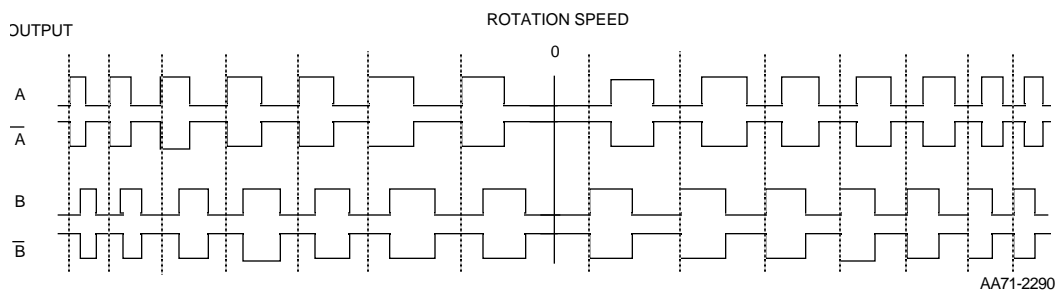 ROTATION SPEED
OUTPUT
0
A
A̅
B
B̅
AA71-2290